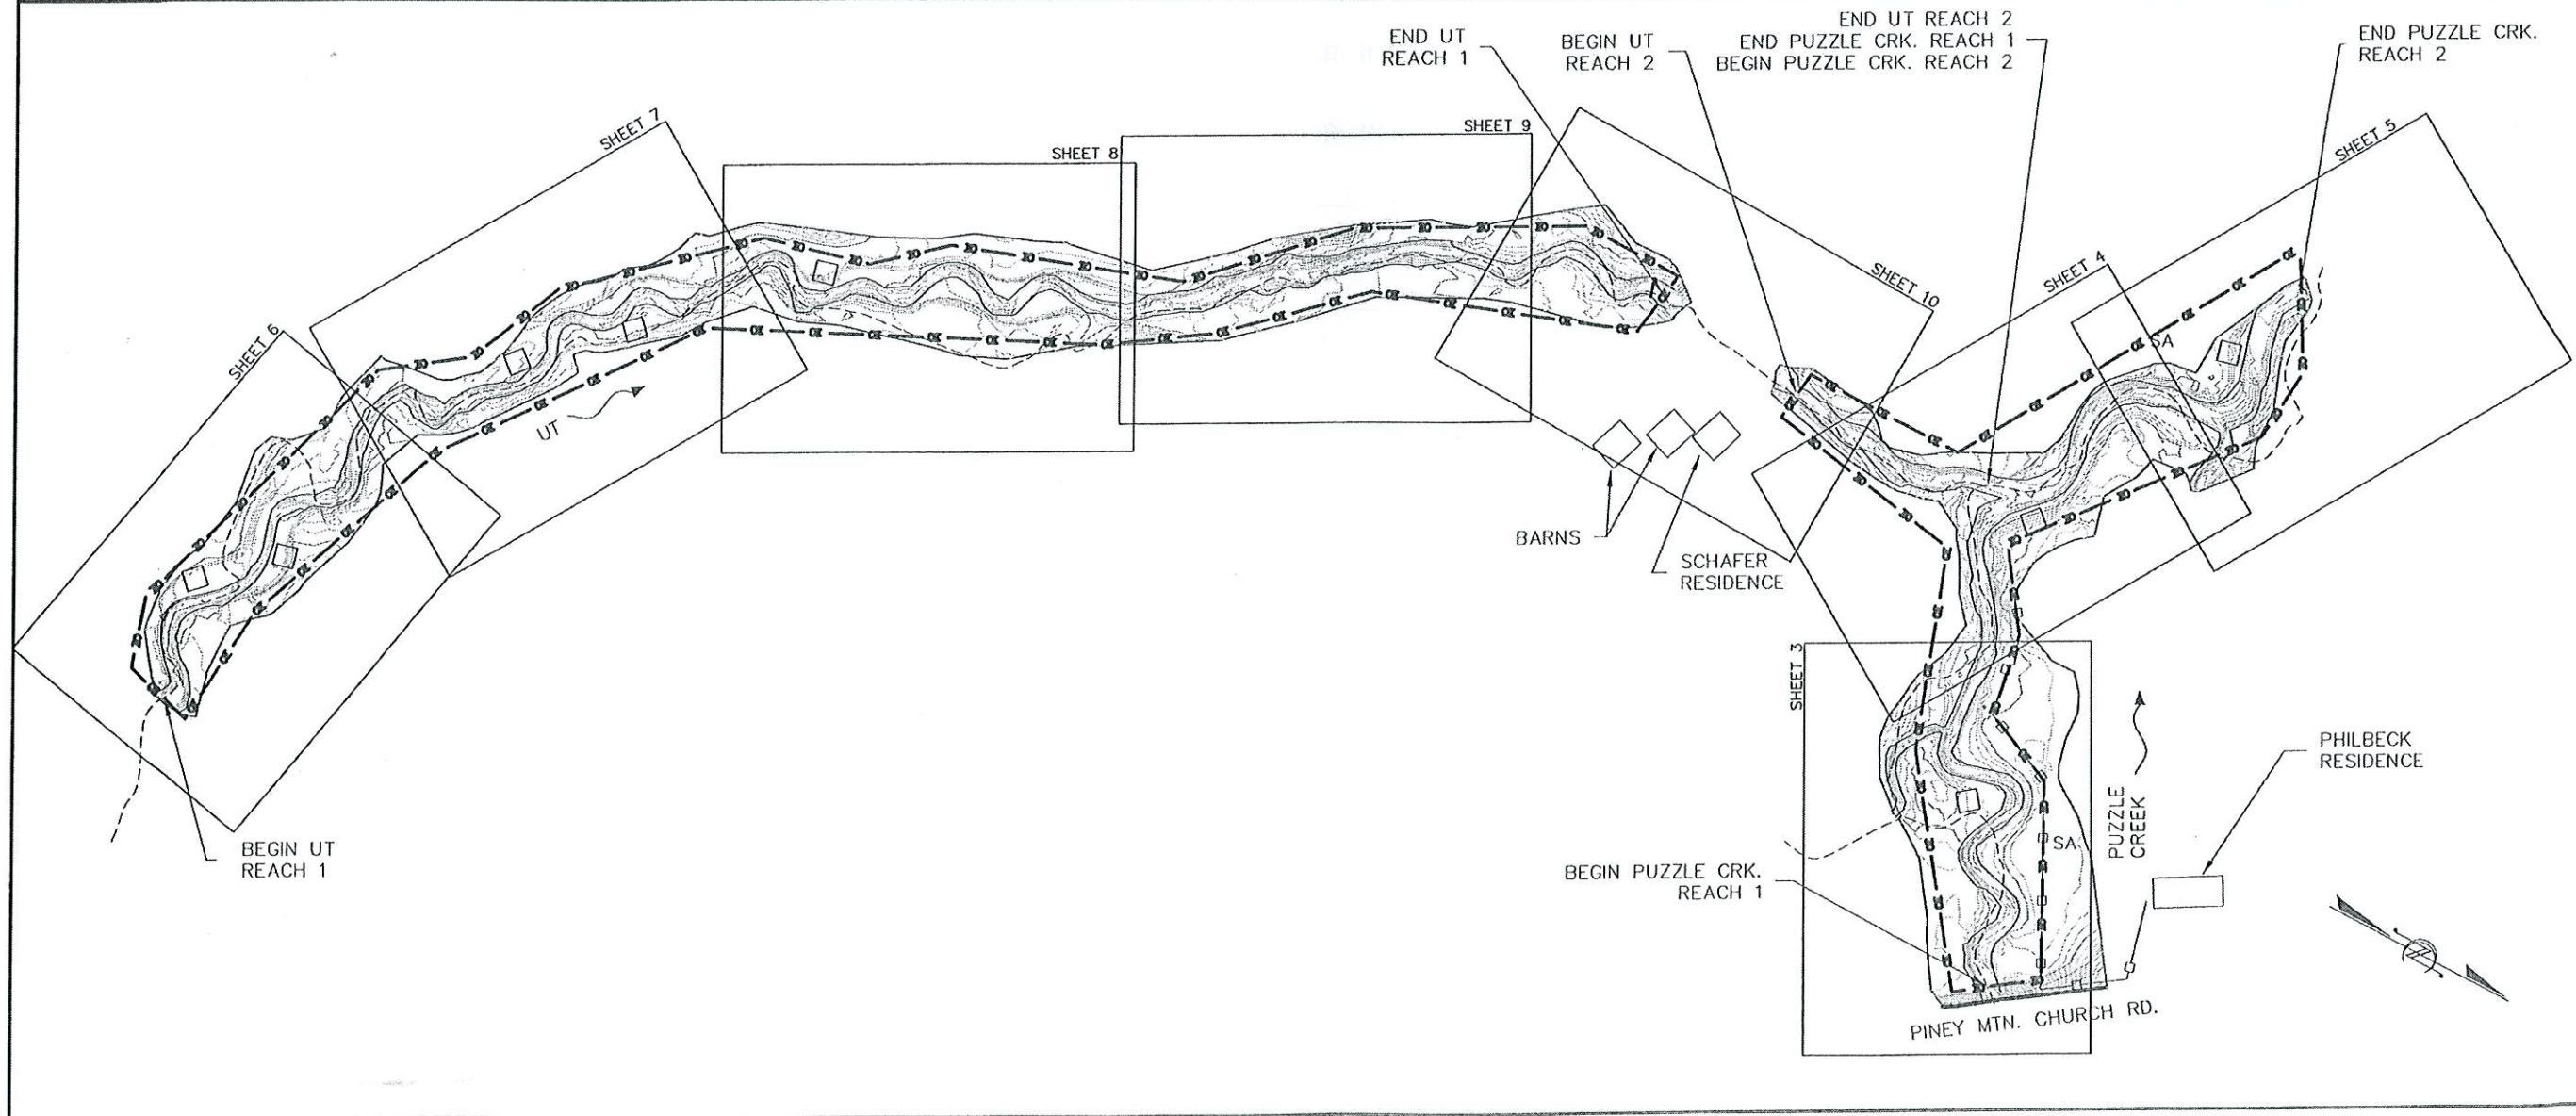 END UT
REACH 1
BEGIN UT
REACH 2
END UT REACH 2
END PUZZLE CRK. REACH 1
BEGIN PUZZLE CRK. REACH 2
END PUZZLE CRK.
REACH 2
SHEET 7
SHEET 8
SHEET 9
SHEET 5
SHEET 10
SHEET 4
SHEET 6
SA
UT
BARNS
SCHAFER
RESIDENCE
SHEET 3
PHILBECK
RESIDENCE
PUZZLE
CREEK
SA
BEGIN UT
REACH 1
BEGIN PUZZLE CRK.
REACH 1
PINEY MTN. CHURCH RD.